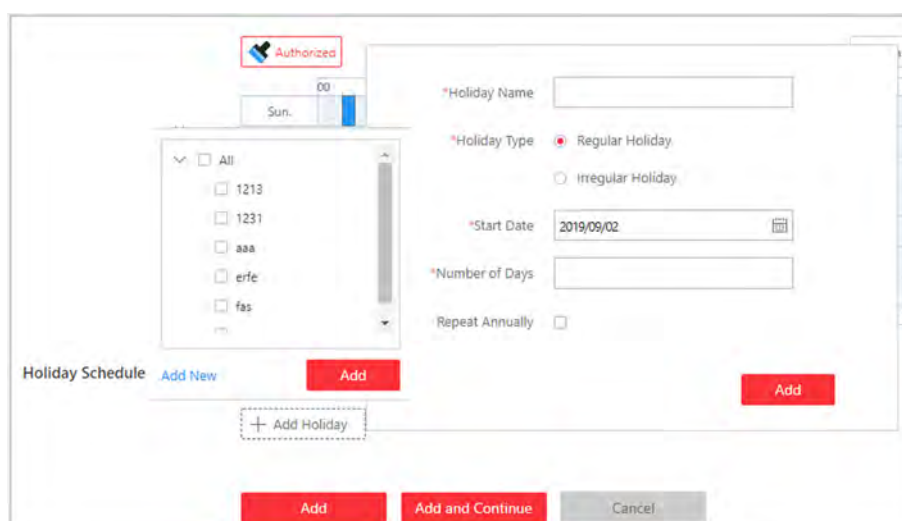 Authorized
00
Sun.
All
1213
1231
aaa
erfe
fas
Holiday Schedule
Add New
Add
+ Add Holiday
*Holiday Name
*Holiday Type
Regular Holiday
Irregular Holiday
*Start Date
2019/09/02
*Number of Days
Repeat Annually
Add
Add
Add and Continue
Cancel